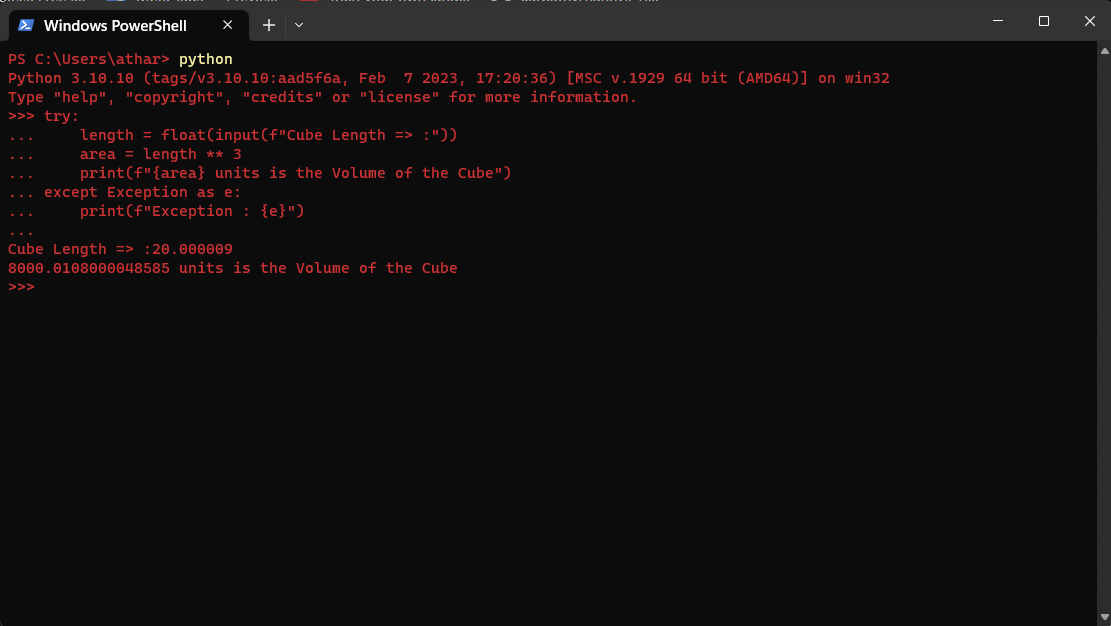 Windows PowerShell
PS C:\Users\athar> python
Python 3.10.10 (tags/v3.10.10:aad5f6a, Feb  7 2023, 17:20:36) [MSC v.1929 64 bit (AMD64)] on win32
Type "help", "copyright", "credits" or "license" for more information.
>>> try:
...     length = float(input(f"Cube Length => :"))
...     area = length ** 3
...     print(f"{area} units is the Volume of the Cube")
... except Exception as e:
...     print(f"Exception : {e}")
...
Cube Length => :20.000009
8000.0108000048585 units is the Volume of the Cube
>>>